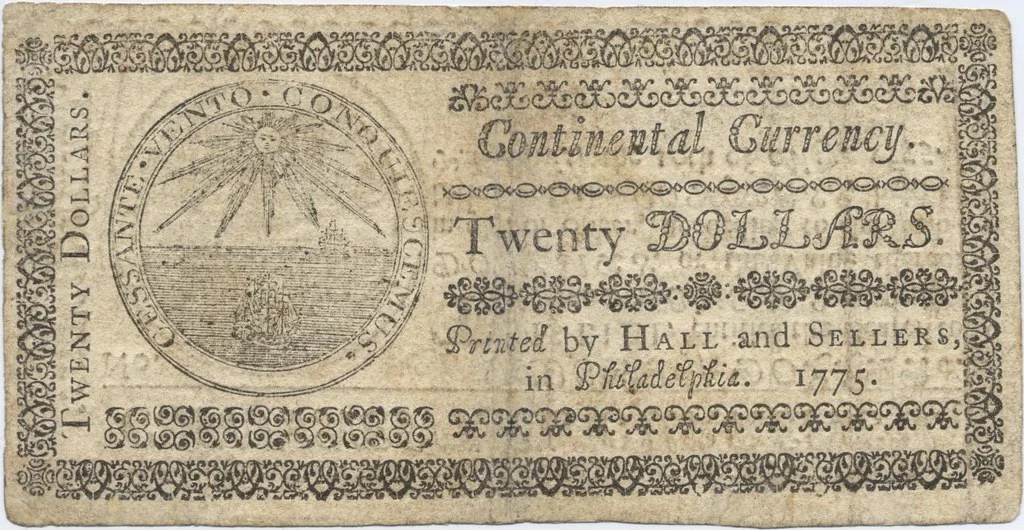 TWENTY DOLLARS.
CESSANTE · VENTO · CONQUIESCEMUS.
Continental Currency.
Twenty DOLLARS.
Printed by HALL and SELLERS,
in Philadelphia. 1775.